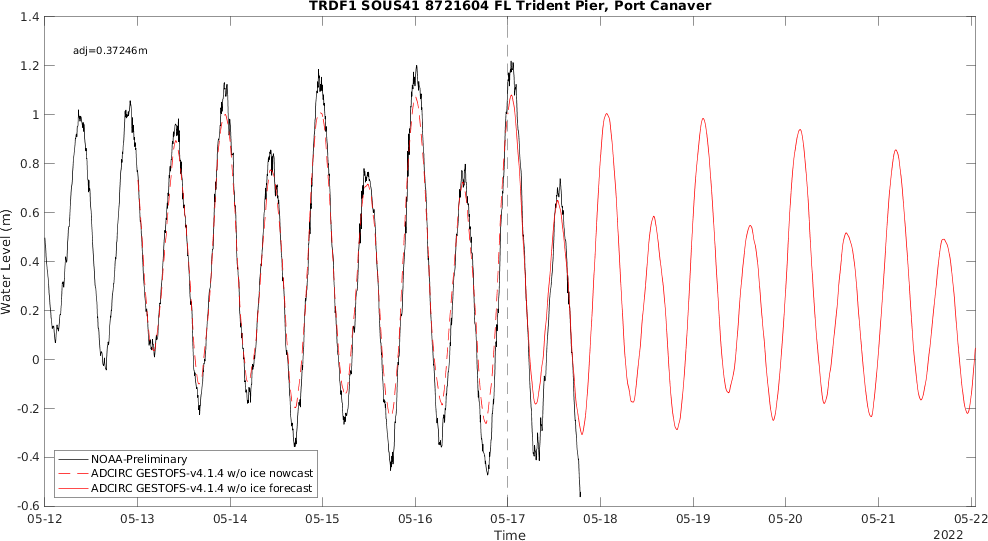 TRDF1 SOUS41 8721604 FL Trident Pier, Port Canaver
adj=0.37246m
1.4
1.2
1
0.8
0.6
0.4
0.2
0
-0.2
-0.4
-0.6
Water Level (m)
NOAA-Preliminary
ADCIRC GESTOFS-v4.1.4 w/o ice nowcast
ADCIRC GESTOFS-v4.1.4 w/o ice forecast
05-12 05-13 05-14 05-15 05-16 05-17 05-18 05-19 05-20 05-21 05-22
2022
Time